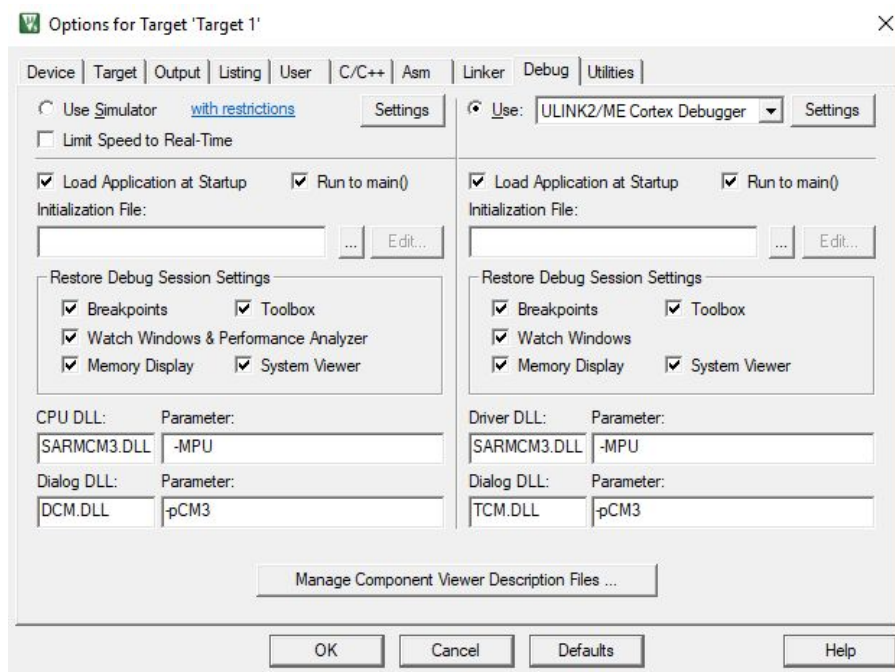 Options for Target 'Target 1'
Device Target Output Listing User C/C++ Asm Linker Debug Utilities
Use Simulator with restrictions Settings
Limit Speed to Real-Time
Load Application at Startup Run to main()
Initialization File:
... Edit...
Restore Debug Session Settings
Breakpoints Toolbox
Watch Windows & Performance Analyzer
Memory Display System Viewer
CPU DLL: Parameter:
SARMCM3.DLL -MPU
Dialog DLL: Parameter:
DCM.DLL -pCM3
Use: ULINK2/ME Cortex Debugger Settings
Load Application at Startup Run to main()
Initialization File:
... Edit...
Restore Debug Session Settings
Breakpoints Toolbox
Watch Windows
Memory Display System Viewer
Driver DLL: Parameter:
SARMCM3.DLL -MPU
Dialog DLL: Parameter:
TCM.DLL -pCM3
Manage Component Viewer Description Files ...
OK Cancel Defaults Help